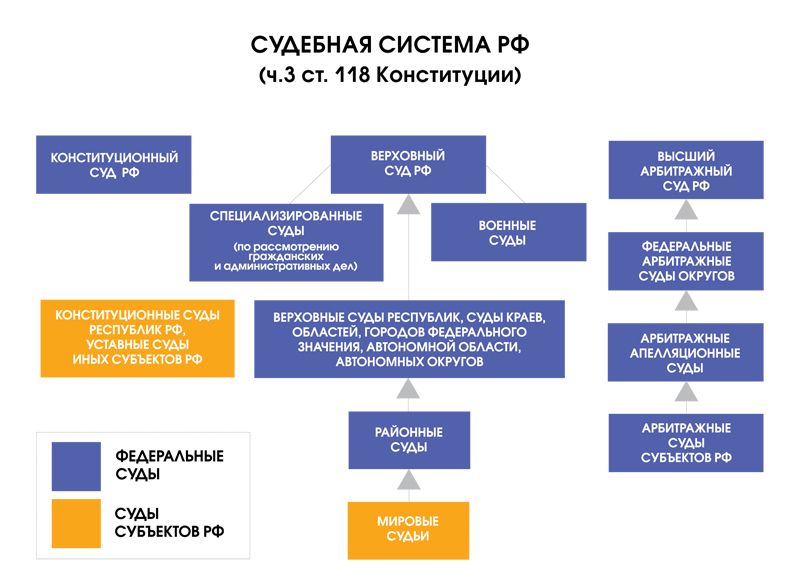 СУДЕБНАЯ СИСТЕМА РФ
(ч.3 ст. 118 Конституции)
КОНСТИТУЦИОННЫЙ
СУД РФ
ВЕРХОВНЫЙ
СУД РФ
ВЫСШИЙ
АРБИТРАЖНЫЙ
СУД РФ
СПЕЦИАЛИЗИРОВАННЫЕ
СУДЫ
(по рассмотрению
гражданских
и административных дел)
ВОЕННЫЕ
СУДЫ
ФЕДЕРАЛЬНЫЕ
АРБИТРАЖНЫЕ
СУДЫ ОКРУГОВ
КОНСТИТУЦИОННЫЕ СУДЫ
РЕСПУБЛИК РФ,
УСТАВНЫЕ СУДЫ
ИНЫХ СУБЪЕКТОВ РФ
ВЕРХОВНЫЕ СУДЫ РЕСПУБЛИК, СУДЫ КРАЕВ,
ОБЛАСТЕЙ, ГОРОДОВ ФЕДЕРАЛЬНОГО
ЗНАЧЕНИЯ, АВТОНОМНОЙ ОБЛАСТИ,
АВТОНОМНЫХ ОКРУГОВ
АРБИТРАЖНЫЕ
АПЕЛЛЯЦИОННЫЕ
СУДЫ
РАЙОННЫЕ
СУДЫ
АРБИТРАЖНЫЕ
СУДЫ
СУБЪЕКТОВ РФ
МИРОВЫЕ
СУДЬИ
ФЕДЕРАЛЬНЫЕ
СУДЫ
СУДЫ
СУБЪЕКТОВ РФ